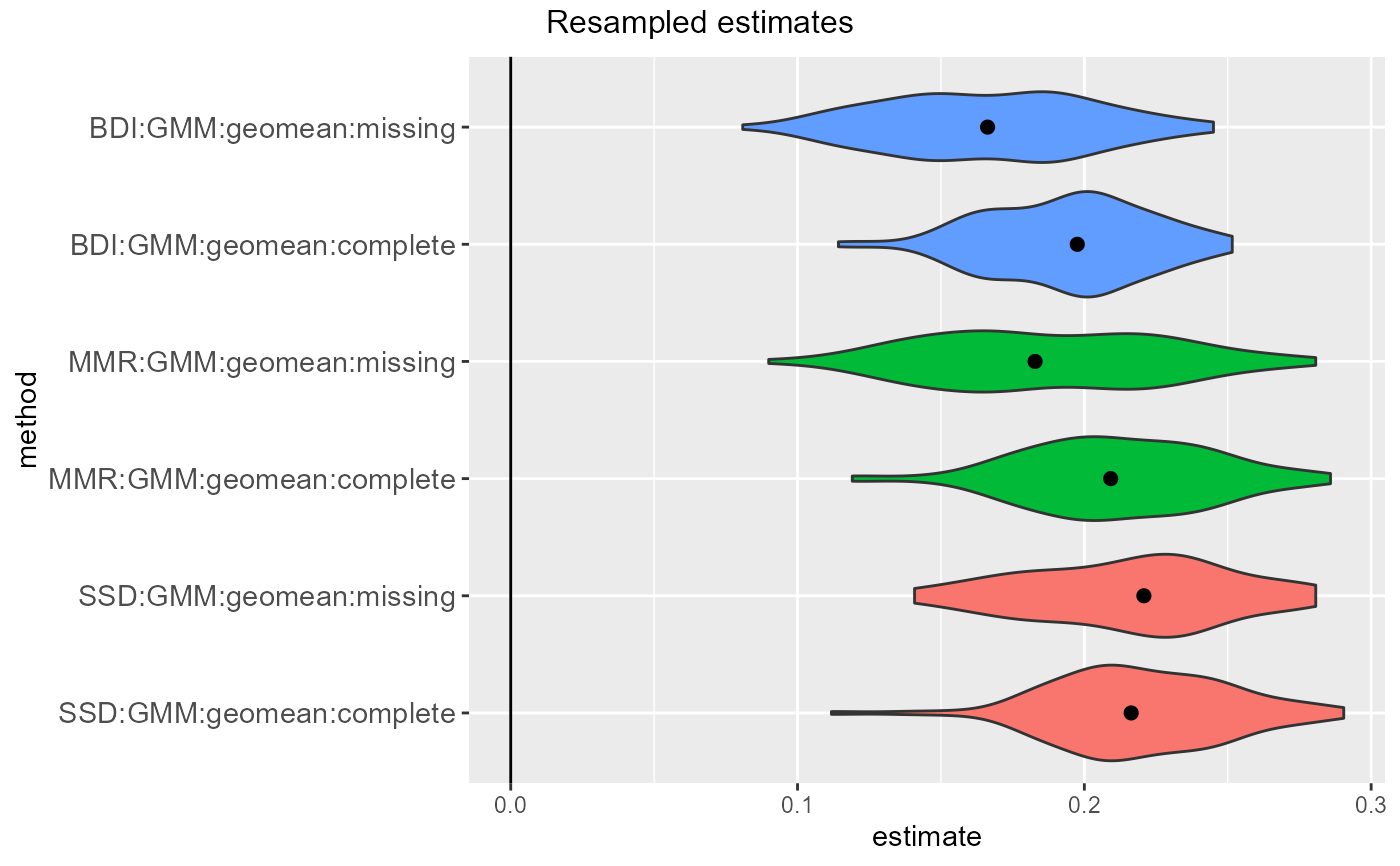 Resampled estimates
BDI:GMM:geomean:missing
BDI:GMM:geomean:complete
MMR:GMM:geomean:missing
MMR:GMM:geomean:complete
SSD:GMM:geomean:missing
SSD:GMM:geomean:complete
method
0.0 0.1 0.2 0.3
estimate